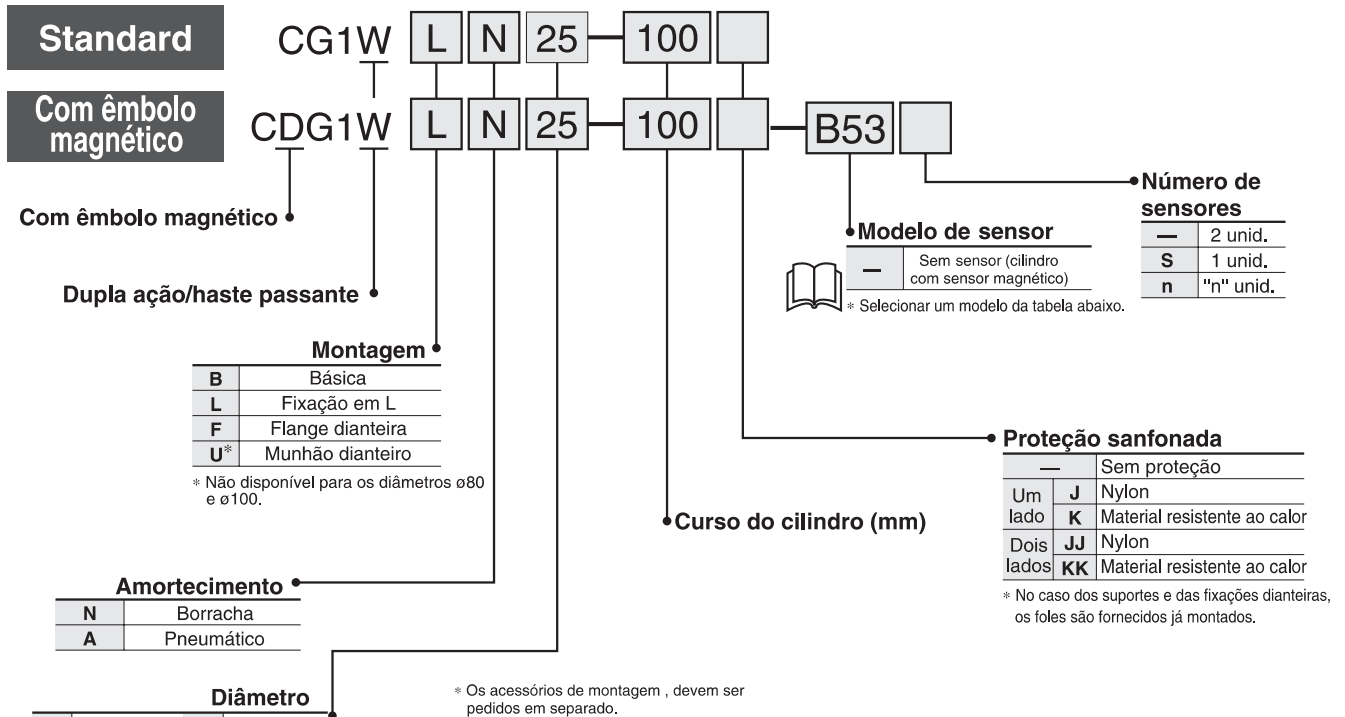 Standard
CG1W L N 25 — 100
Com êmbolo
magnético
CDG1W L N 25 — 100 — B53
Com êmbolo magnético
Dupla ação/haste passante
Número de
sensores
— 2 unid.
S 1 unid.
n "n" unid.
Modelo de sensor
— Sem sensor (cilindro
com sensor magnético)
* Selecionar um modelo da tabela abaixo.
Montagem
B Básica
L Fixação em L
F Flange dianteira
U* Munhão dianteiro
* Não disponível para os diâmetros ø80
e ø100.
Proteção sanfonada
— Sem proteção
Um lado J Nylon
K Material resistente ao calor
Dois lados JJ Nylon
KK Material resistente ao calor
* No caso dos suportes e das fixações dianteiras,
os foles são fornecidos já montados.
Curso do cilindro (mm)
Amortecimento
N Borracha
A Pneumático
Diâmetro
* Os acessórios de montagem , devem ser
pedidos em separado.